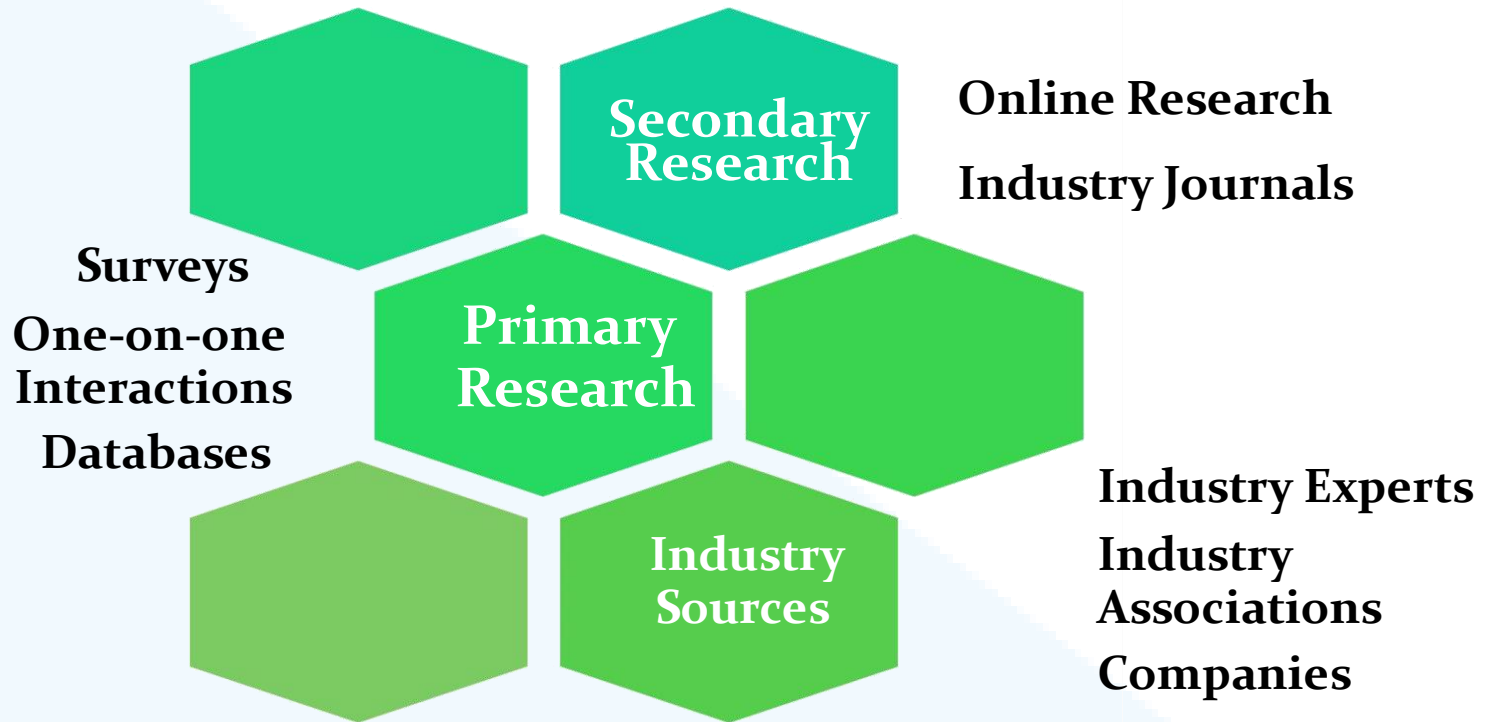 Secondary
Research
Online Research
Industry Journals
Surveys
One-on-one
Interactions
Databases
Primary
Research
Industry
Sources
Industry Experts
Industry
Associations
Companies